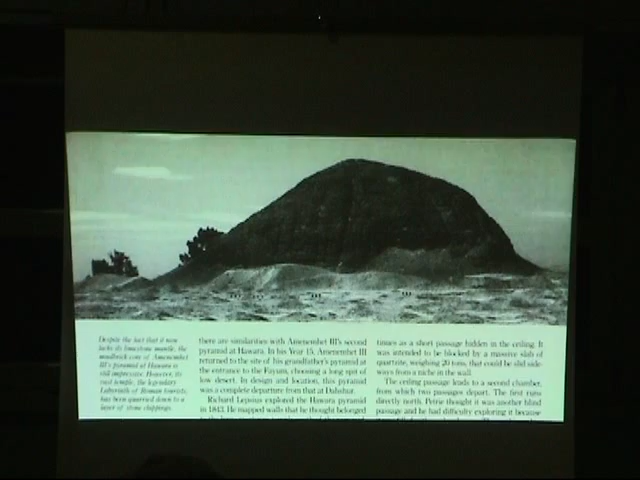 Despite the fact that it now
lacks its limestone mantle, the
mudbrick core of Amenemhet
III's pyramid at Hawara is
still impressive. However, its
vast temple, the legendary
Labyrinth of Roman tourists,
has been quarried down to a
layer of stone chippings.
there are similarities with Amenemhet III's second
pyramid at Hawara. In his Year 15, Amenemhet III
returned to the site of his grandfather's pyramid at
the entrance to the Fayum, choosing a long spit of
low desert. In design and location, this pyramid
was a complete departure from that at Dahshur.
Richard Lepsius explored the Hawara pyramid
in 1843. He mapped walls that he thought belonged
tinues as a short passage hidden in the ceiling. It
was intended to be blocked by a massive slab of
quartzite, weighing 20 tons, that could be slid side-
ways from a niche in the wall.
The ceiling passage leads to a second chamber,
from which two passages depart. The first runs
directly north. Petrie thought it was another blind
passage and he had difficulty exploring it because